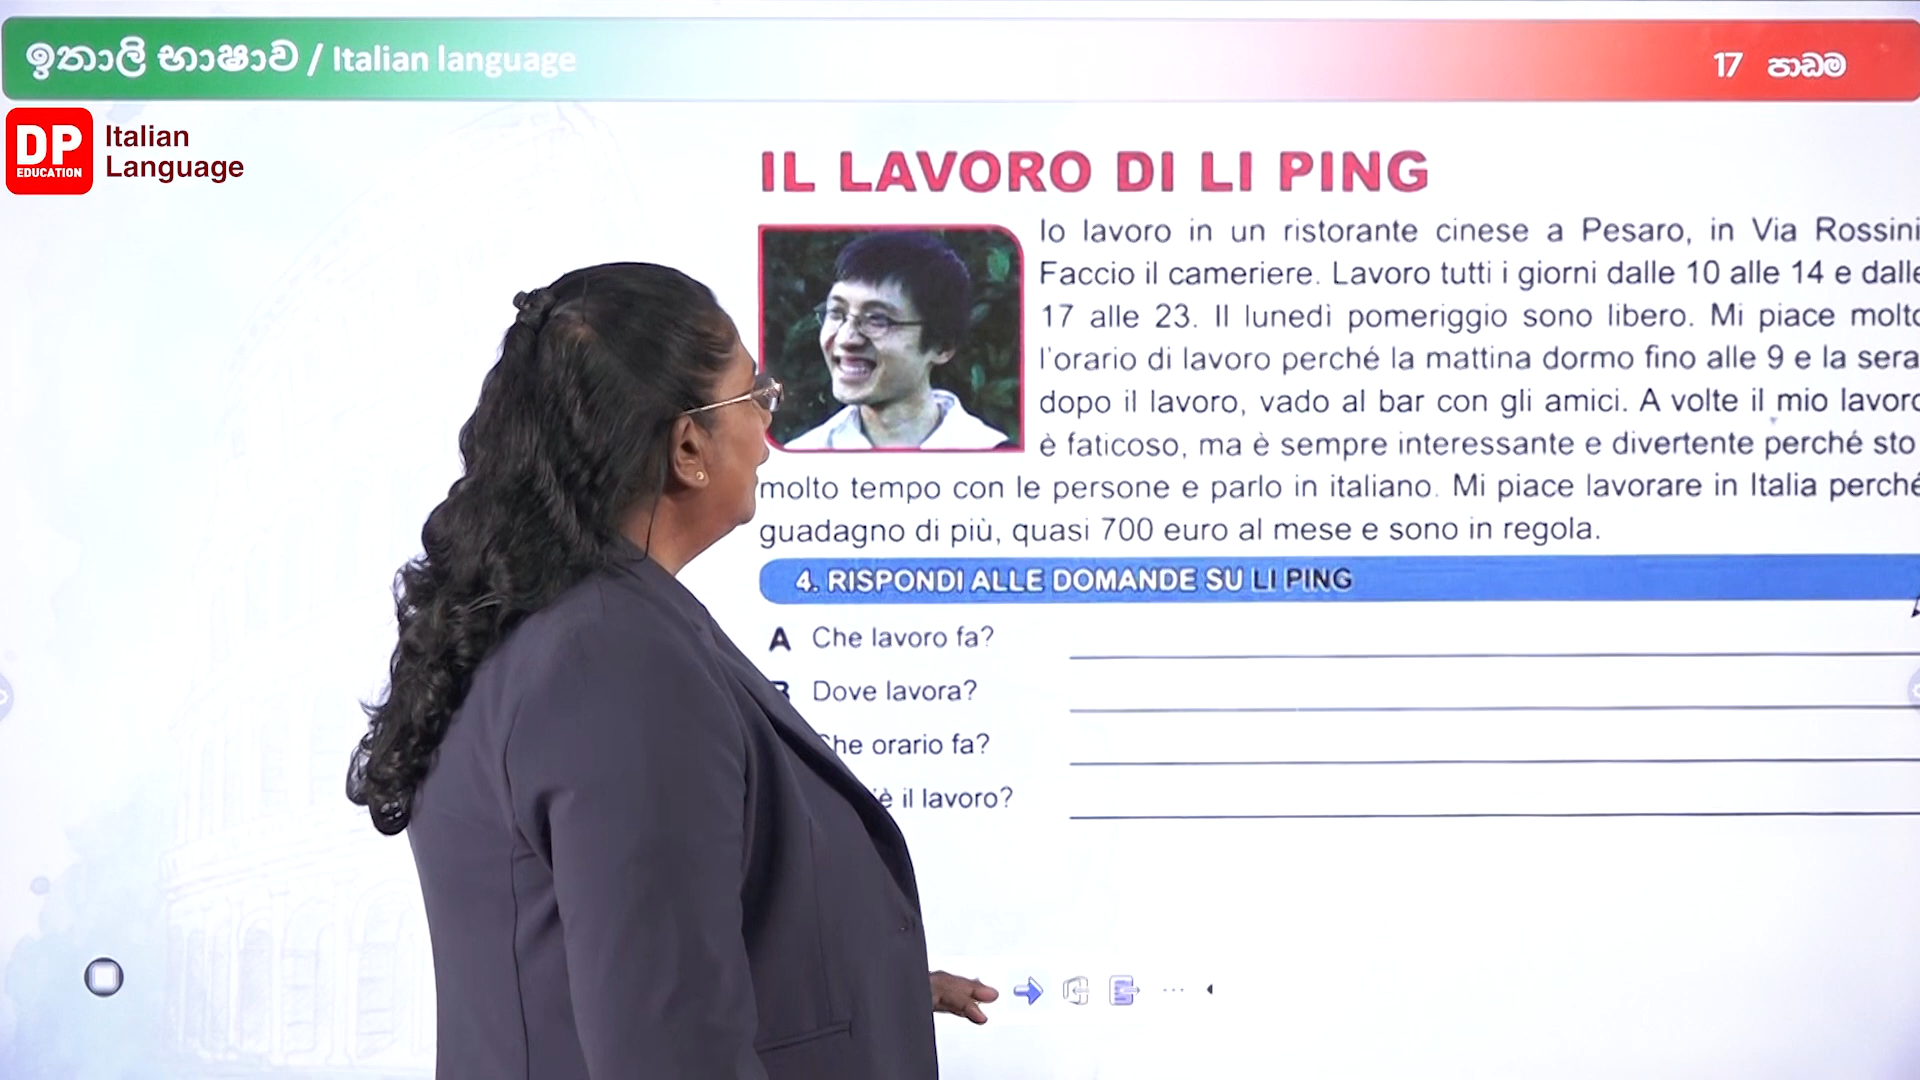 ඉතාලි භාෂාව / Italian language
17 පාඩම
DP
EDUCATION
Italian
Language
IL LAVORO DI LI PING
Io lavoro in un ristorante cinese a Pesaro, in Via Rossini
Faccio il cameriere. Lavoro tutti i giorni dalle 10 alle 14 e dalle
17 alle 23. Il lunedì pomeriggio sono libero. Mi piace molto
l'orario di lavoro perché la mattina dormo fino alle 9 e la sera
dopo il lavoro, vado al bar con gli amici. A volte il mio lavoro
è faticoso, ma è sempre interessante e divertente perché sto
molto tempo con le persone e parlo in italiano. Mi piace lavorare in Italia perché
guadagno di più, quasi 700 euro al mese e sono in regola.
4. RISPONDI ALLE DOMANDE SU LI PING
A Che lavoro fa?
B Dove lavora?
Che orario fa?
è il lavoro?